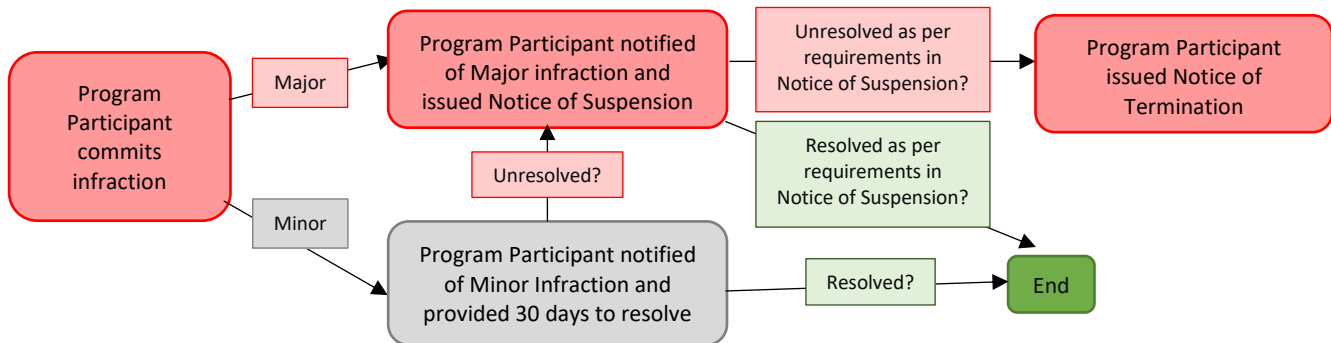 Program
Participant
commits
infraction
Major
Program Participant notified
of Major infraction and
issued Notice of Suspension
Unresolved as per
requirements in
Notice of Suspension?
Program Participant
issued Notice of
Termination
Resolved as per
requirements in
Notice of Suspension?
Unresolved?
Minor
Program Participant notified
of Minor Infraction and
provided 30 days to resolve
Resolved?
End